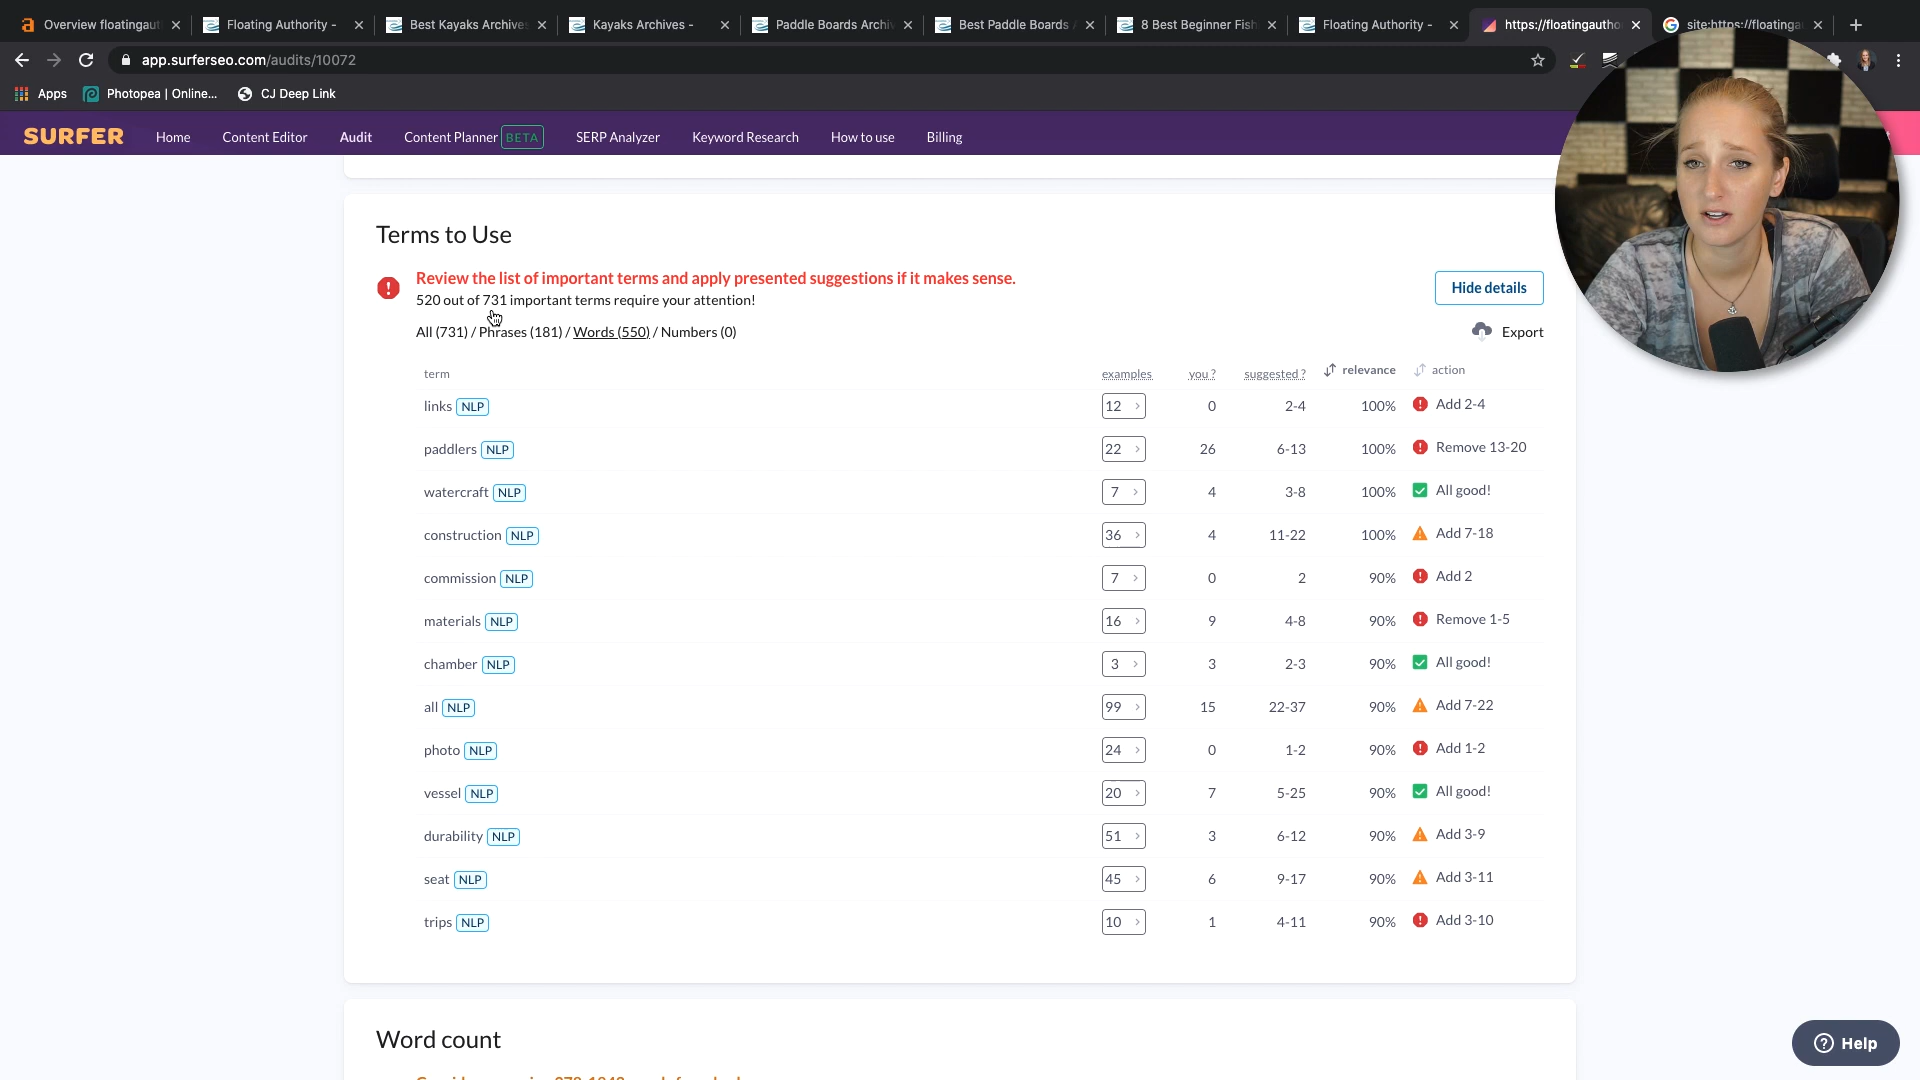 Overview floatingaut
Floating Authority -
Best Kayaks Archives
Kayaks Archives -
Paddle Boards Archiv
Best Paddle Boards A
8 Best Beginner Fish
Floating Authority -
https://floatingautho
site:https://floatinga
app.surferseo.com/audits/10072
Apps
Photopea | Online...
CJ Deep Link
SURFER
Home
Content Editor
Audit
Content Planner BETA
SERP Analyzer
Keyword Research
How to use
Billing
Terms to Use
Review the list of important terms and apply presented suggestions if it makes sense.
520 out of 731 important terms require your attention!
Hide details
All (731) / Phrases (181) / Words (550) / Numbers (0)
Export
term examples you ? suggested ? relevance action
links NLP 12 0 2-4 100% Add 2-4
paddlers NLP 22 26 6-13 100% Remove 13-20
watercraft NLP 7 4 3-8 100% All good!
construction NLP 36 4 11-22 100% Add 7-18
commission NLP 7 0 2 90% Add 2
materials NLP 16 9 4-8 90% Remove 1-5
chamber NLP 3 3 2-3 90% All good!
all NLP 99 15 22-37 90% Add 7-22
photo NLP 24 0 1-2 90% Add 1-2
vessel NLP 20 7 5-25 90% All good!
durability NLP 51 3 6-12 90% Add 3-9
seat NLP 45 6 9-17 90% Add 3-11
trips NLP 10 1 4-11 90% Add 3-10
Word count
Help